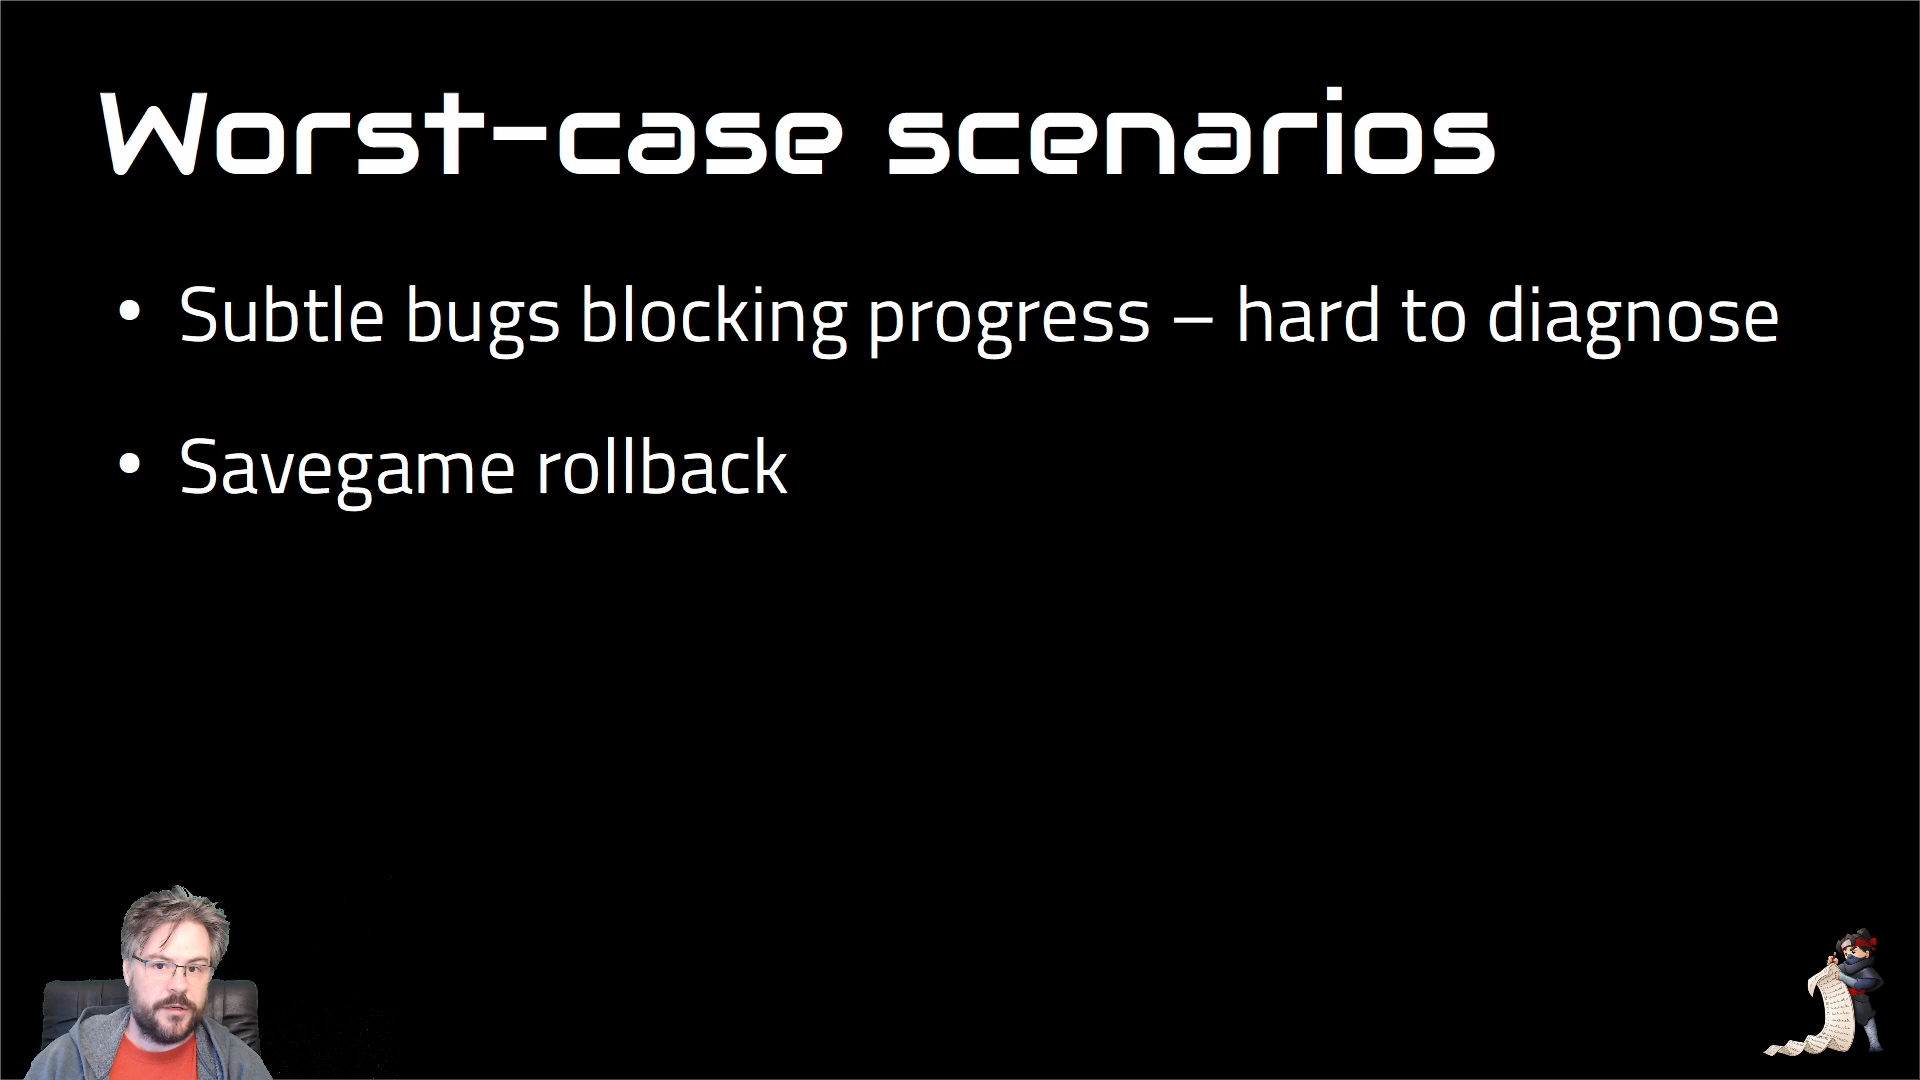 Worst-case scenarios
• Subtle bugs blocking progress – hard to diagnose
• Savegame rollback